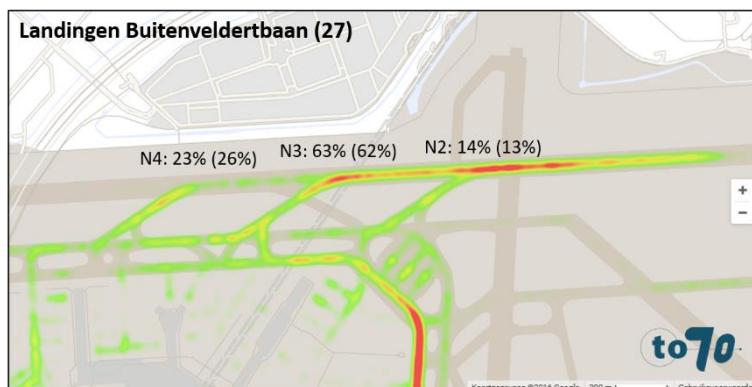 Landingen Buitenveldertbaan (27)
N4: 23% (26%)
N3: 63% (62%)
N2: 14% (13%)
+
−
to70